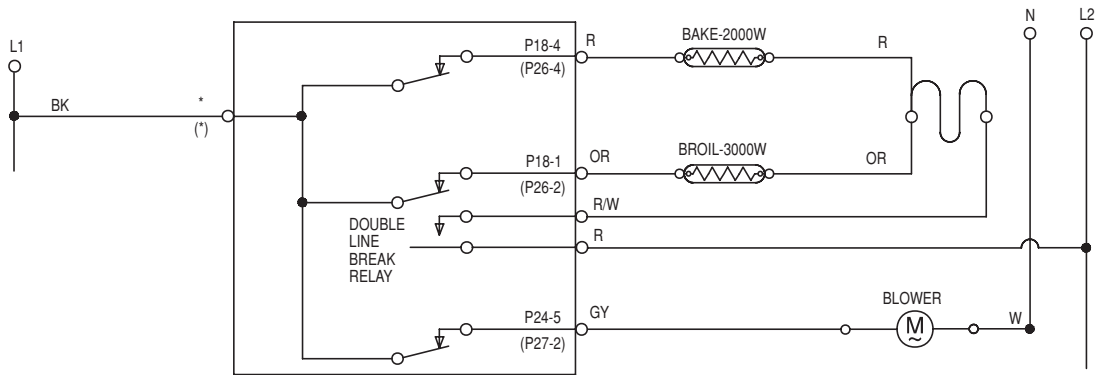 N
L2
L1
P18-4
R
BAKE-2000W
R
(P26-4)
BK
*
(*)
P18-1
OR
BROIL-3000W
OR
(P26-2)
R/W
DOUBLE
LINE
BREAK
RELAY
R
BLOWER
P24-5
GY
M
~
W
(P27-2)